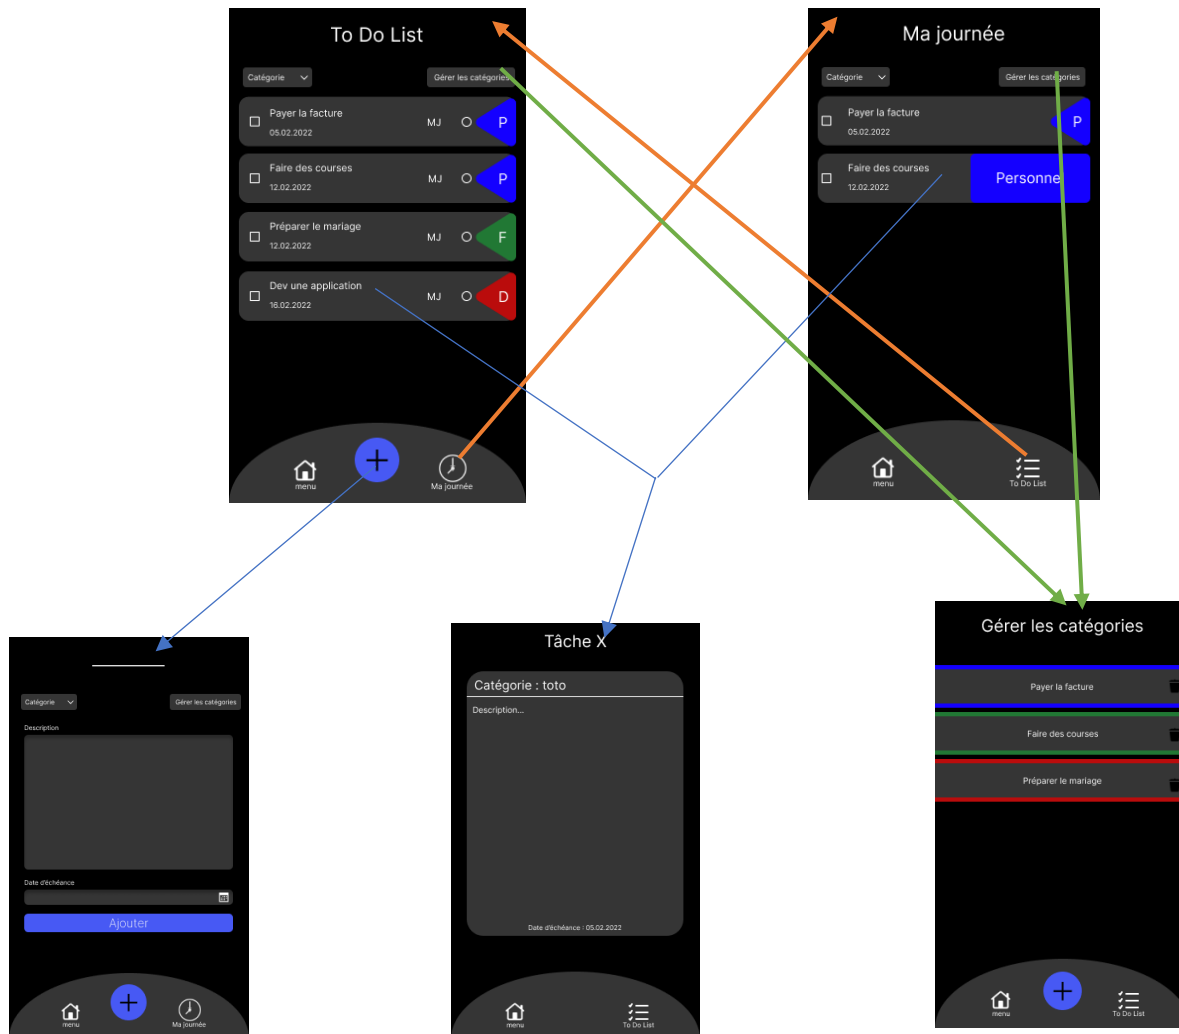 To Do List
Catégorie
Gérer les catégories
Payer la facture
05.02.2022
MJ
P
Faire des courses
12.02.2022
MJ
P
Préparer le mariage
12.02.2022
MJ
F
Dev une application
16.02.2022
MJ
D
menu
Ma journée
Ma journée
Catégorie
Gérer les catégories
Payer la facture
05.02.2022
P
Faire des courses
12.02.2022
Personne
menu
To Do List
Catégorie
Gérer les catégories
Description
Date d'échéance
Ajouter
menu
Ma journée
Tâche X
Catégorie : toto
Description...
Date d'échéance : 05.02.2022
menu
To Do List
Gérer les catégories
Payer la facture
Faire des courses
Préparer le mariage
menu
To Do List